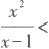 x²/(x−1) <